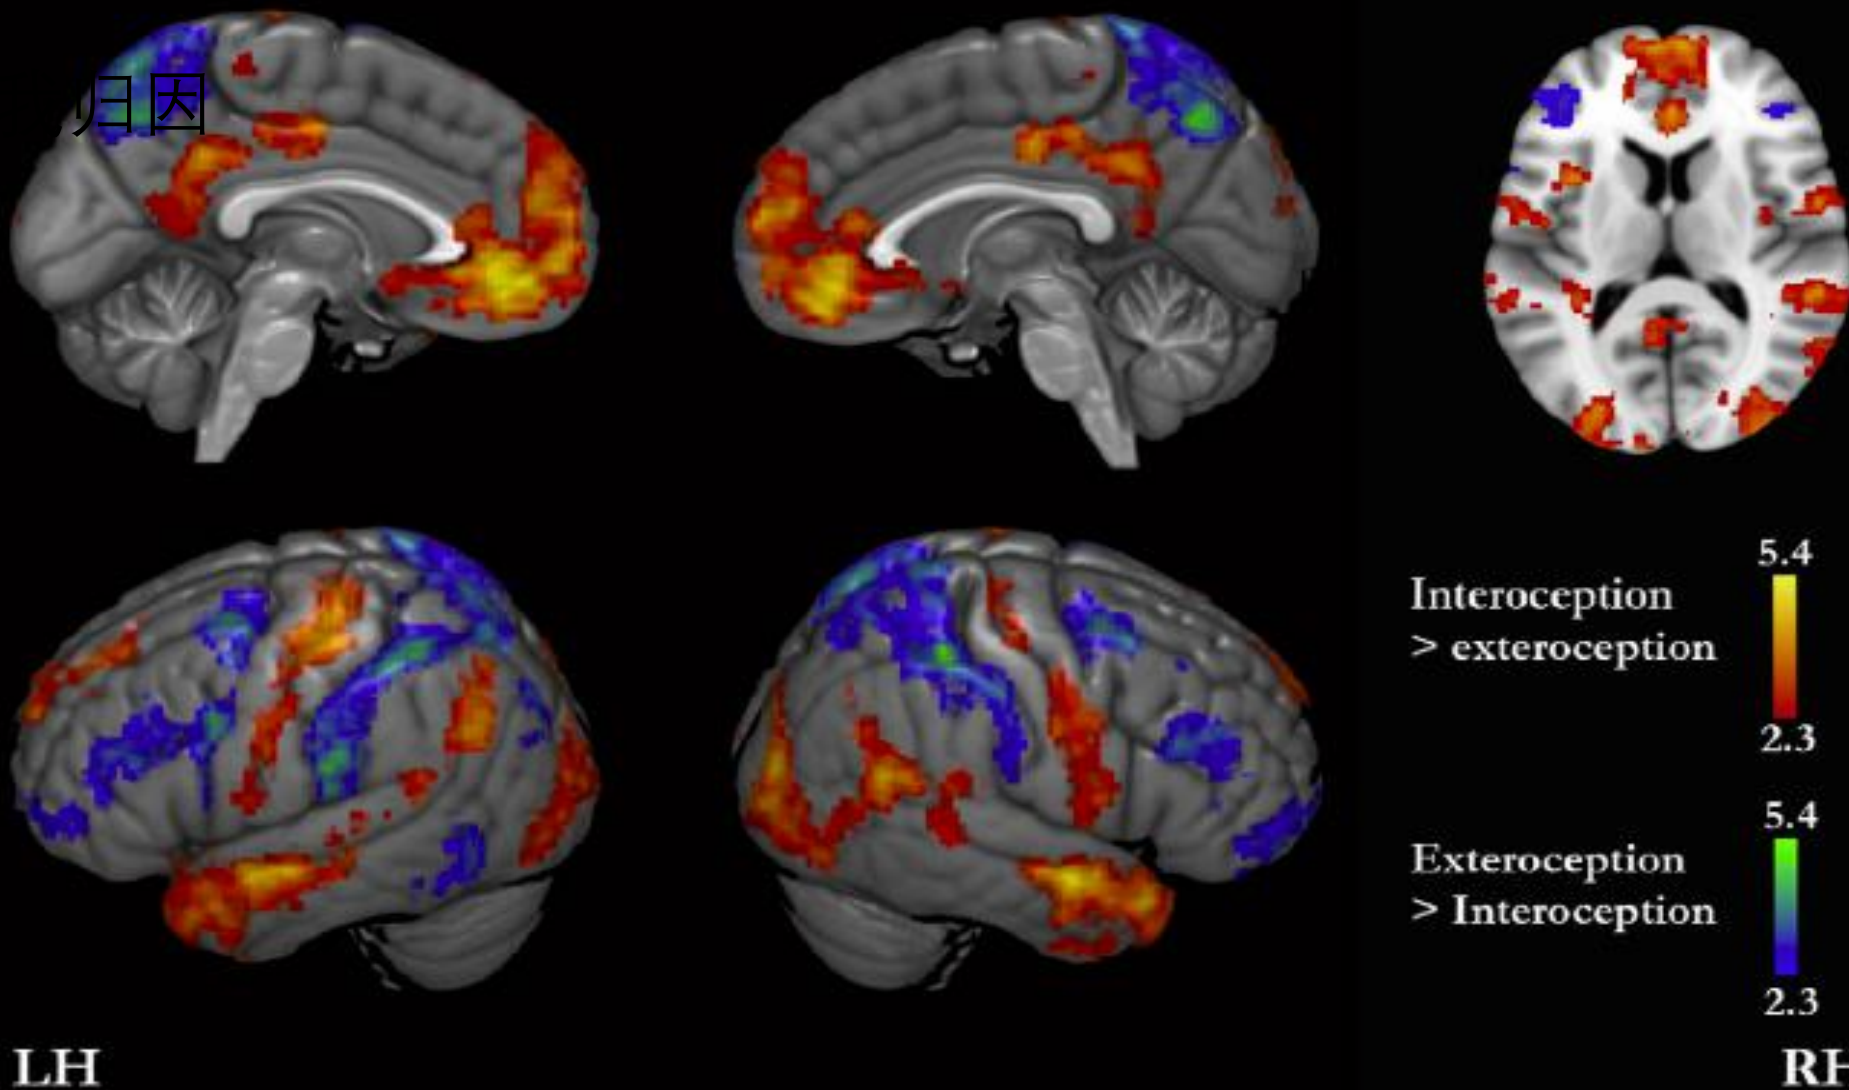 归因
5.4
Interoception
> exteroception
2.3
5.4
Exteroception
> Interoception
2.3
LH
RH